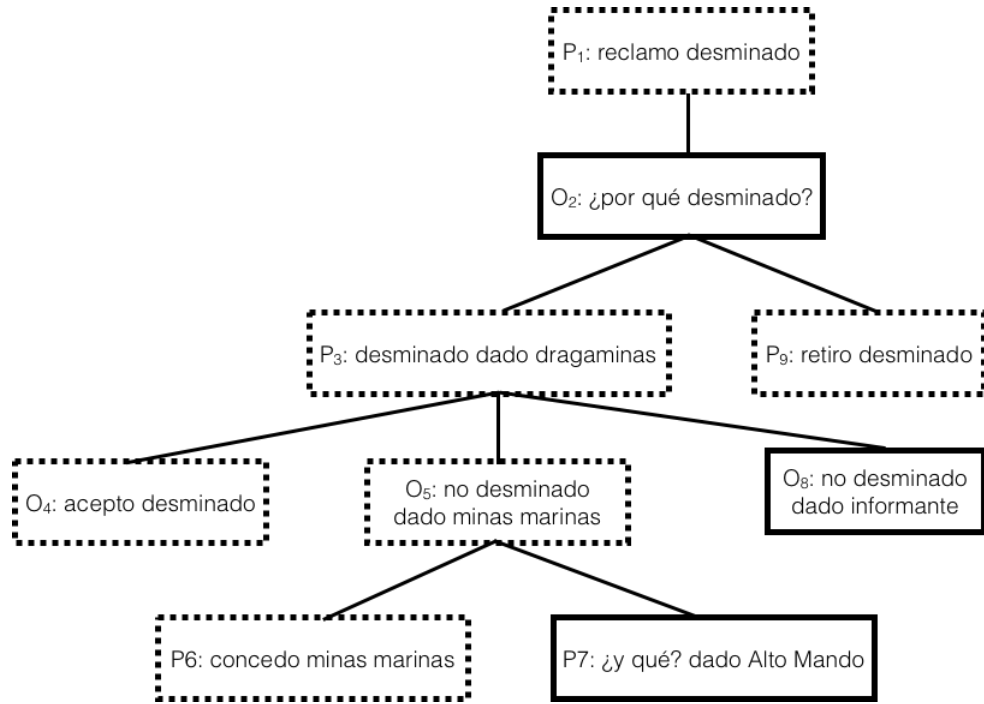 P₁: reclamo desminado
O₂: ¿por qué desminado?
P₃: desminado dado dragaminas
P₉: retiro desminado
O₄: acepto desminado
O₅: no desminado
dado minas marinas
O₈: no desminado
dado informante
P6: concedo minas marinas
P7: ¿y qué? dado Alto Mando